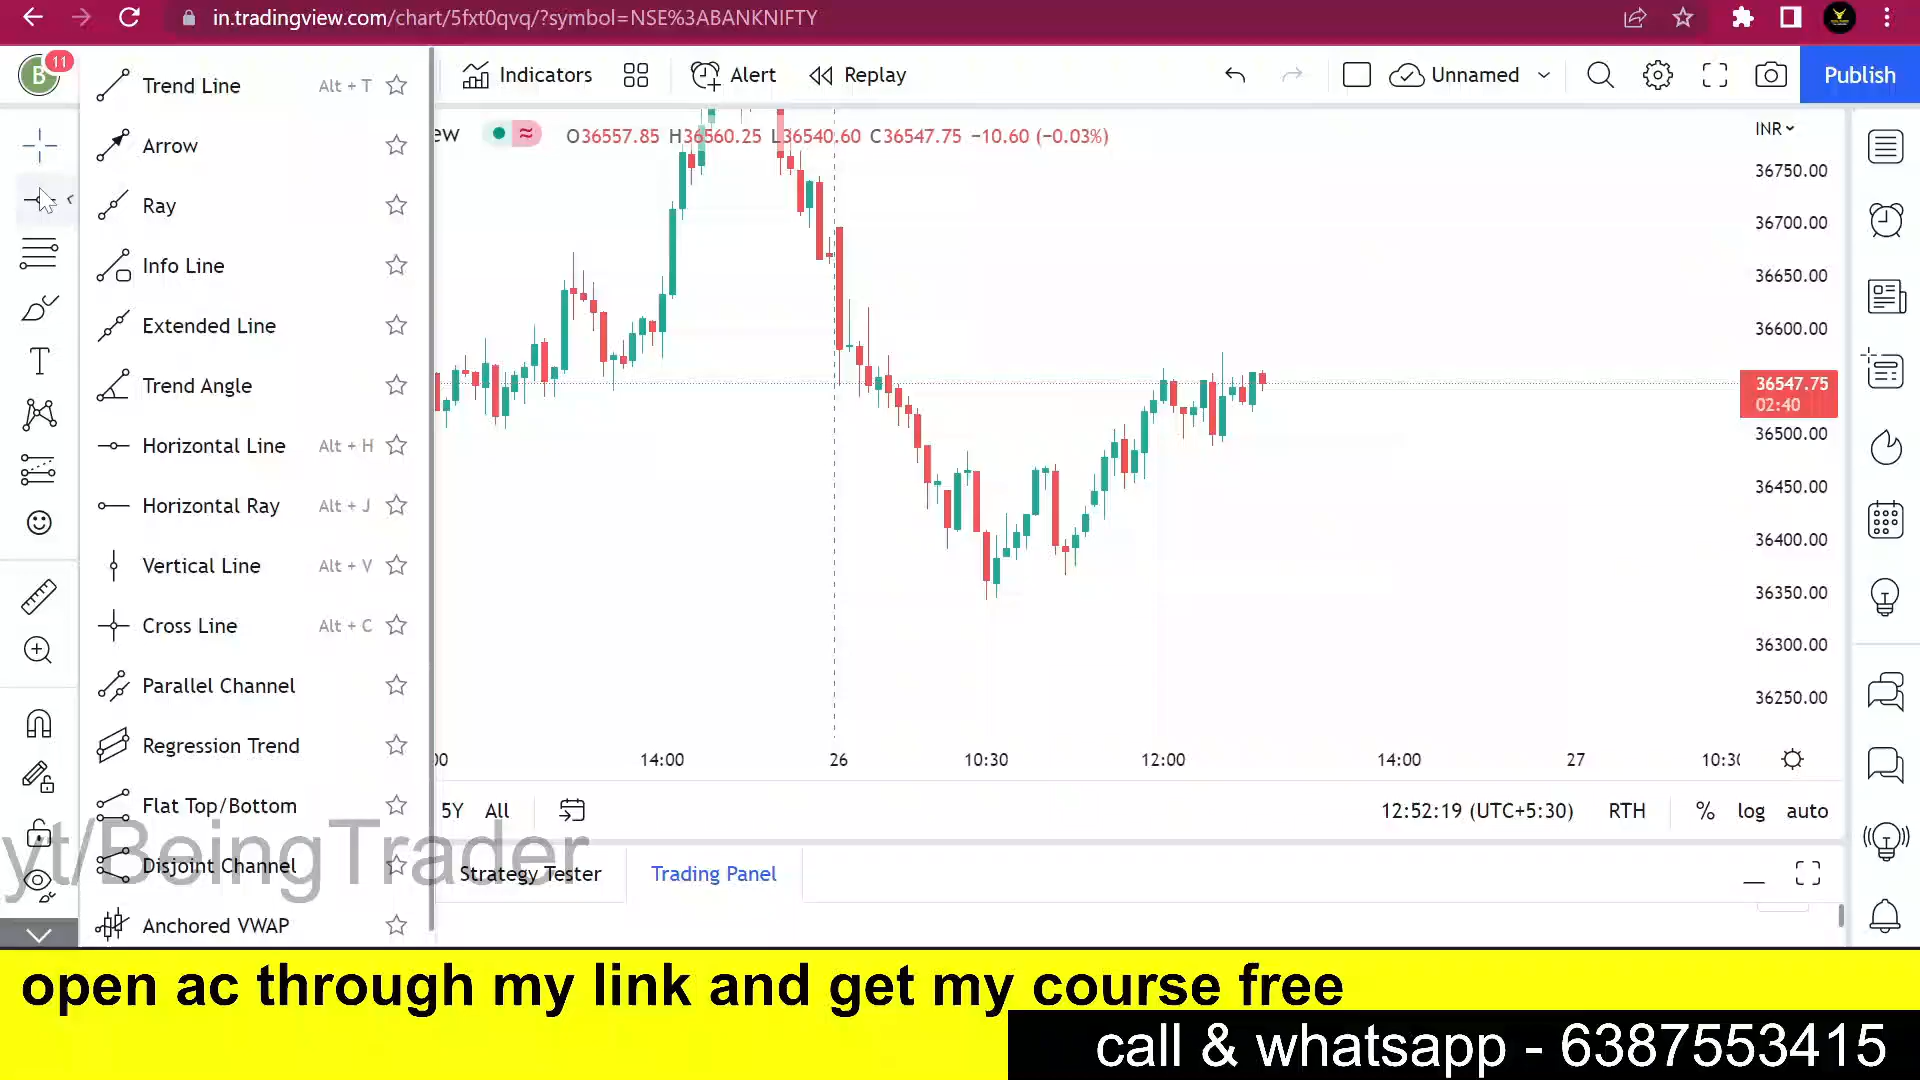 in.tradingview.com/chart/5fxt0qvq/?symbol=NSE%3ABANKNIFTY
B 11
Indicators Alert Replay Unnamed Publish
ew O36557.85 H36560.25 L36540.60 C36547.75 −10.60 (−0.03%) INR
Trend Line Alt + T
Arrow
Ray
Info Line
Extended Line
Trend Angle
Horizontal Line Alt + H
Horizontal Ray Alt + J
Vertical Line Alt + V
Cross Line Alt + C
Parallel Channel
Regression Trend
Flat Top/Bottom
Disjoint Channel
Anchored VWAP
36750.00
36700.00
36650.00
36600.00
36547.75
02:40
36500.00
36450.00
36400.00
36350.00
36300.00
36250.00
00 14:00 26 10:30 12:00 14:00 27 10:30
5Y All 12:52:19 (UTC+5:30) RTH % log auto
yt/BeingTrader
Strategy Tester Trading Panel
open ac through my link and get my course free
call & whatsapp - 6387553415